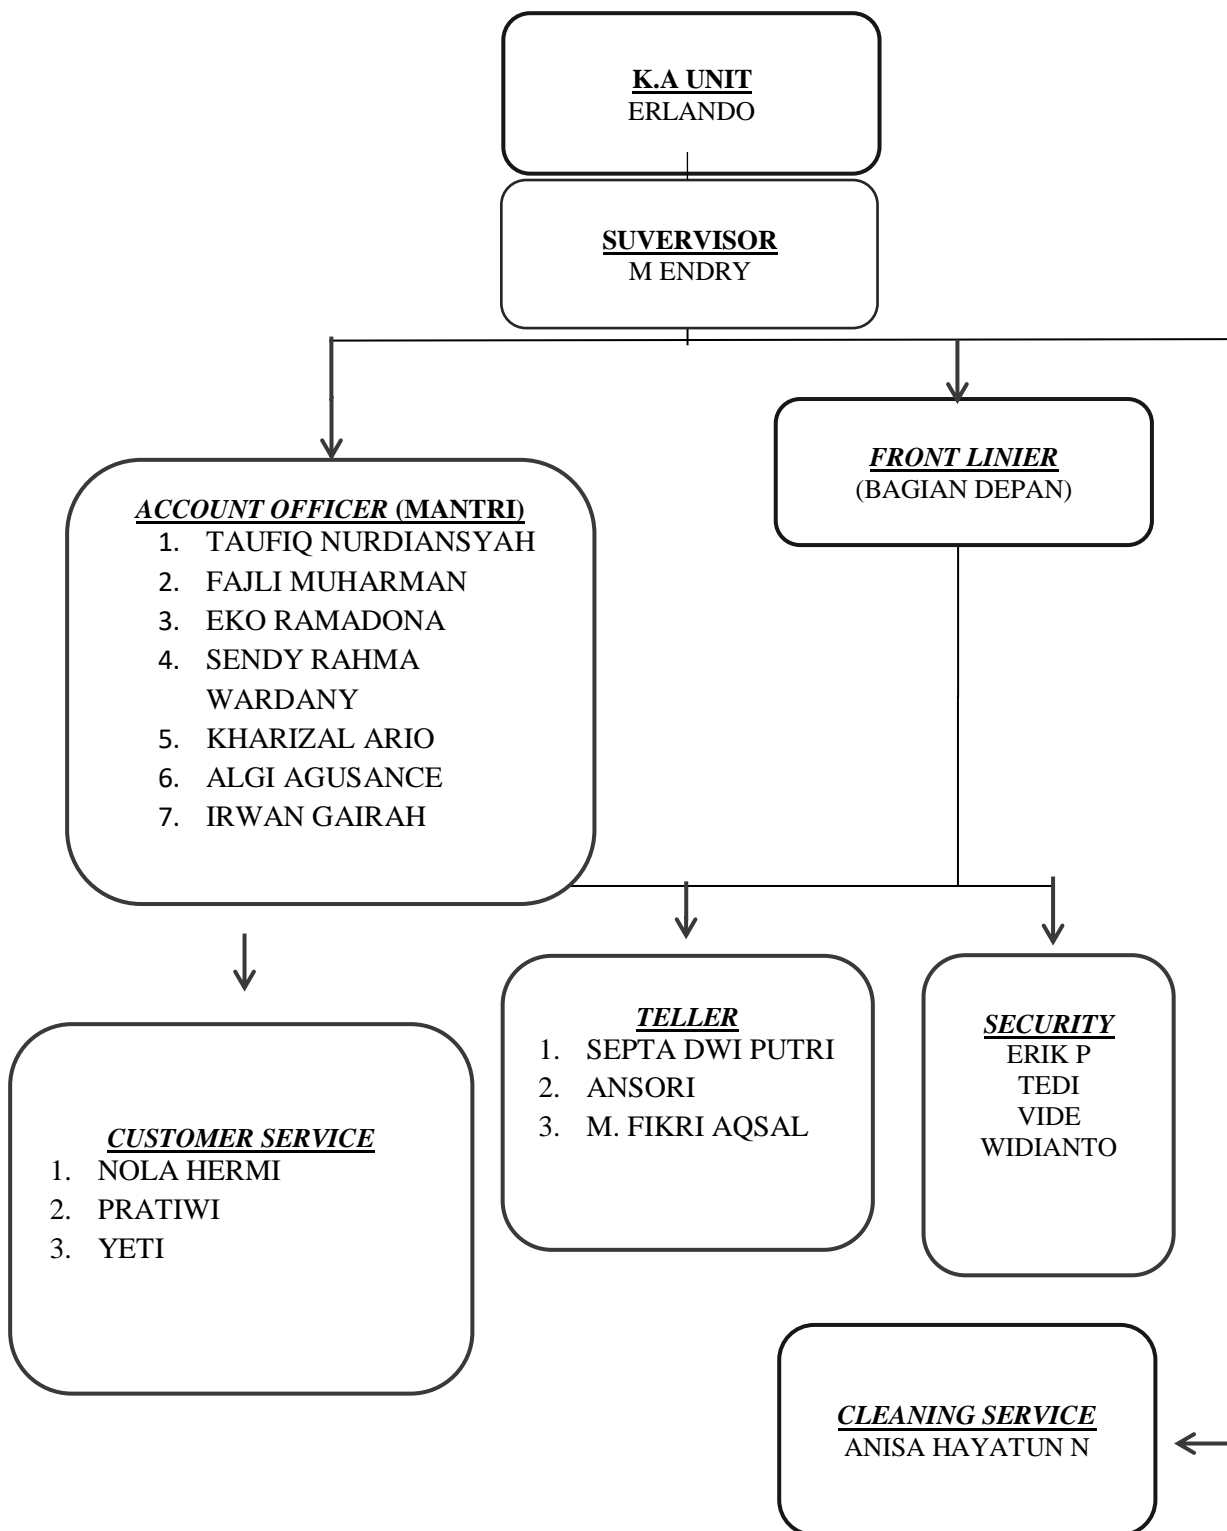 K.A UNIT
ERLANDO
SUVERVISOR
M ENDRY
FRONT LINIER
(BAGIAN DEPAN)
ACCOUNT OFFICER (MANTRI)
1. TAUFIQ NURDIANSYAH
2. FAJLI MUHARMAN
3. EKO RAMADONA
4. SENDY RAHMA
WARDANY
5. KHARIZAL ARIO
6. ALGI AGUSANCE
7. IRWAN GAIRAH
CUSTOMER SERVICE
1. NOLA HERMI
2. PRATIWI
3. YETI
TELLER
1. SEPTA DWI PUTRI
2. ANSORI
3. M. FIKRI AQSAL
SECURITY
ERIK P
TEDI
VIDE
WIDIANTO
CLEANING SERVICE
ANISA HAYATUN N